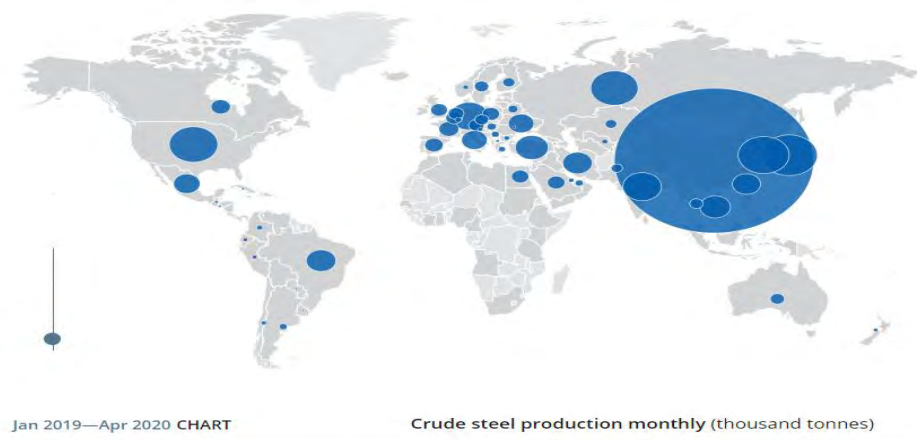 Jan 2019—Apr 2020 CHART
Crude steel production monthly (thousand tonnes)